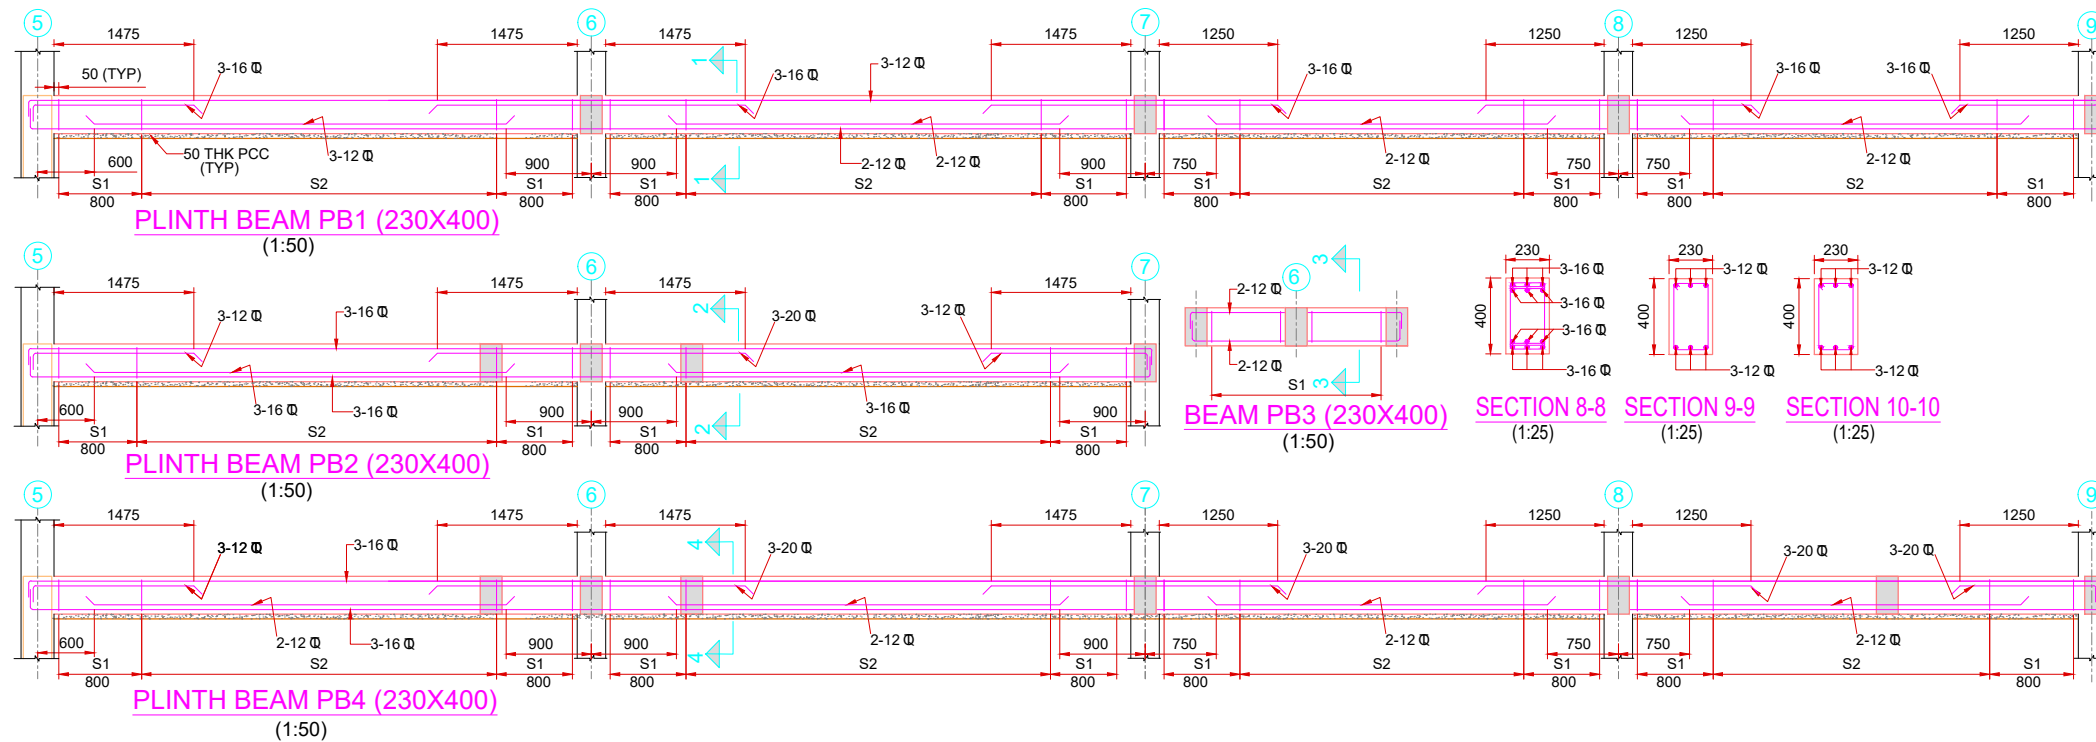 5 6 7 8 9
1475 1475 1475 1475 1250 1250 1250 1250
50 (TYP) 3-16 Ф 1 3-16 Ф 3-12 Ф 3-16 Ф 3-16 Ф 3-16 Ф
50 THK PCC
(TYP)
3-12 Ф 2-12 Ф 2-12 Ф 2-12 Ф 2-12 Ф
600 900 900 1 900 750 750 750
S1 S2 S1 S1 S2 S1 S1 S2 S1 S1 S2 S1
800 800 800 800 800 800 800 800
PLINTH BEAM PB1 (230X400)
(1:50)
5 6 7
1475 1475 1475 1475
3-12 Ф 3-16 Ф 2 3-20 Ф 3-12 Ф
3-16 Ф 3-16 Ф 3-16 Ф
600 900 900 2 900
S1 S2 S1 S1 S2 S1
800 800 800 800
PLINTH BEAM PB2 (230X400)
(1:50)
6 3
2-12 Ф
2-12 Ф
S1 3
BEAM PB3 (230X400)
(1:50)
230
400
3-16 Ф
3-16 Ф
3-16 Ф
3-16 Ф
SECTION 8-8
(1:25)
230
400
3-12 Ф
3-12 Ф
SECTION 9-9
(1:25)
230
400
3-12 Ф
3-12 Ф
SECTION 10-10
(1:25)
5 6 7 8 9
1475 1475 1475 1475 1250 1250 1250 1250
3-12 Ф 3-16 Ф 4 3-20 Ф 3-20 Ф 3-20 Ф 3-20 Ф
2-12 Ф 3-16 Ф 2-12 Ф 2-12 Ф 2-12 Ф
600 900 900 4 900 750 750 750
S1 S2 S1 S1 S2 S1 S1 S2 S1 S1 S2 S1
800 800 800 800 800 800 800 800
PLINTH BEAM PB4 (230X400)
(1:50)